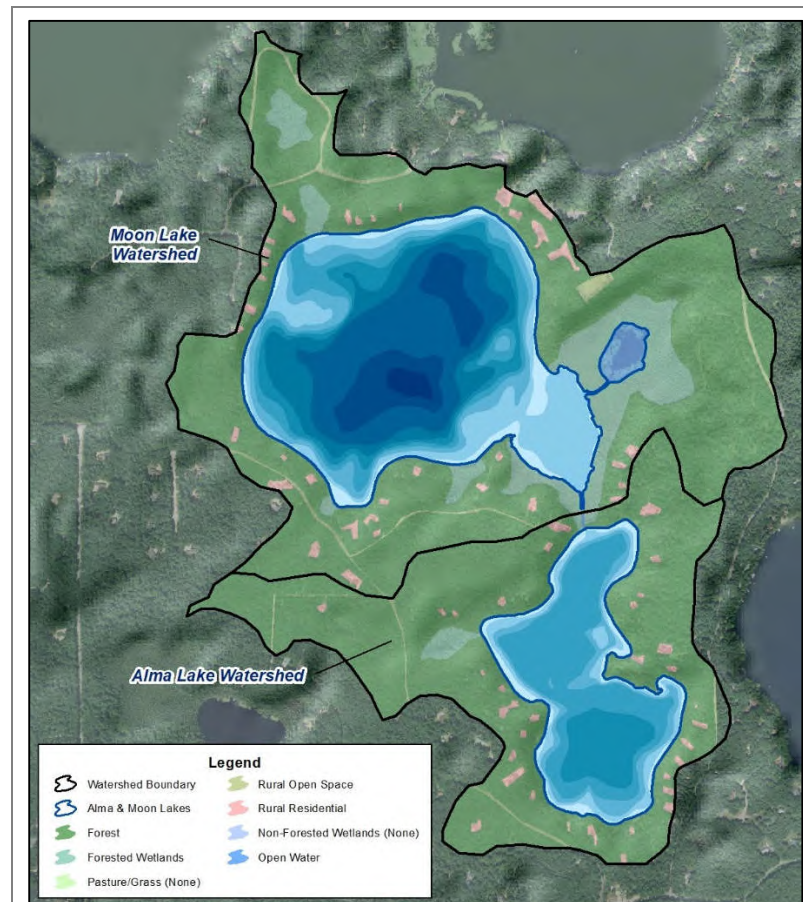 Moon Lake
Watershed
Alma Lake Watershed
Legend
Watershed Boundary
Alma & Moon Lakes
Forest
Forested Wetlands
Pasture/Grass (None)
Rural Open Space
Rural Residential
Non-Forested Wetlands (None)
Open Water